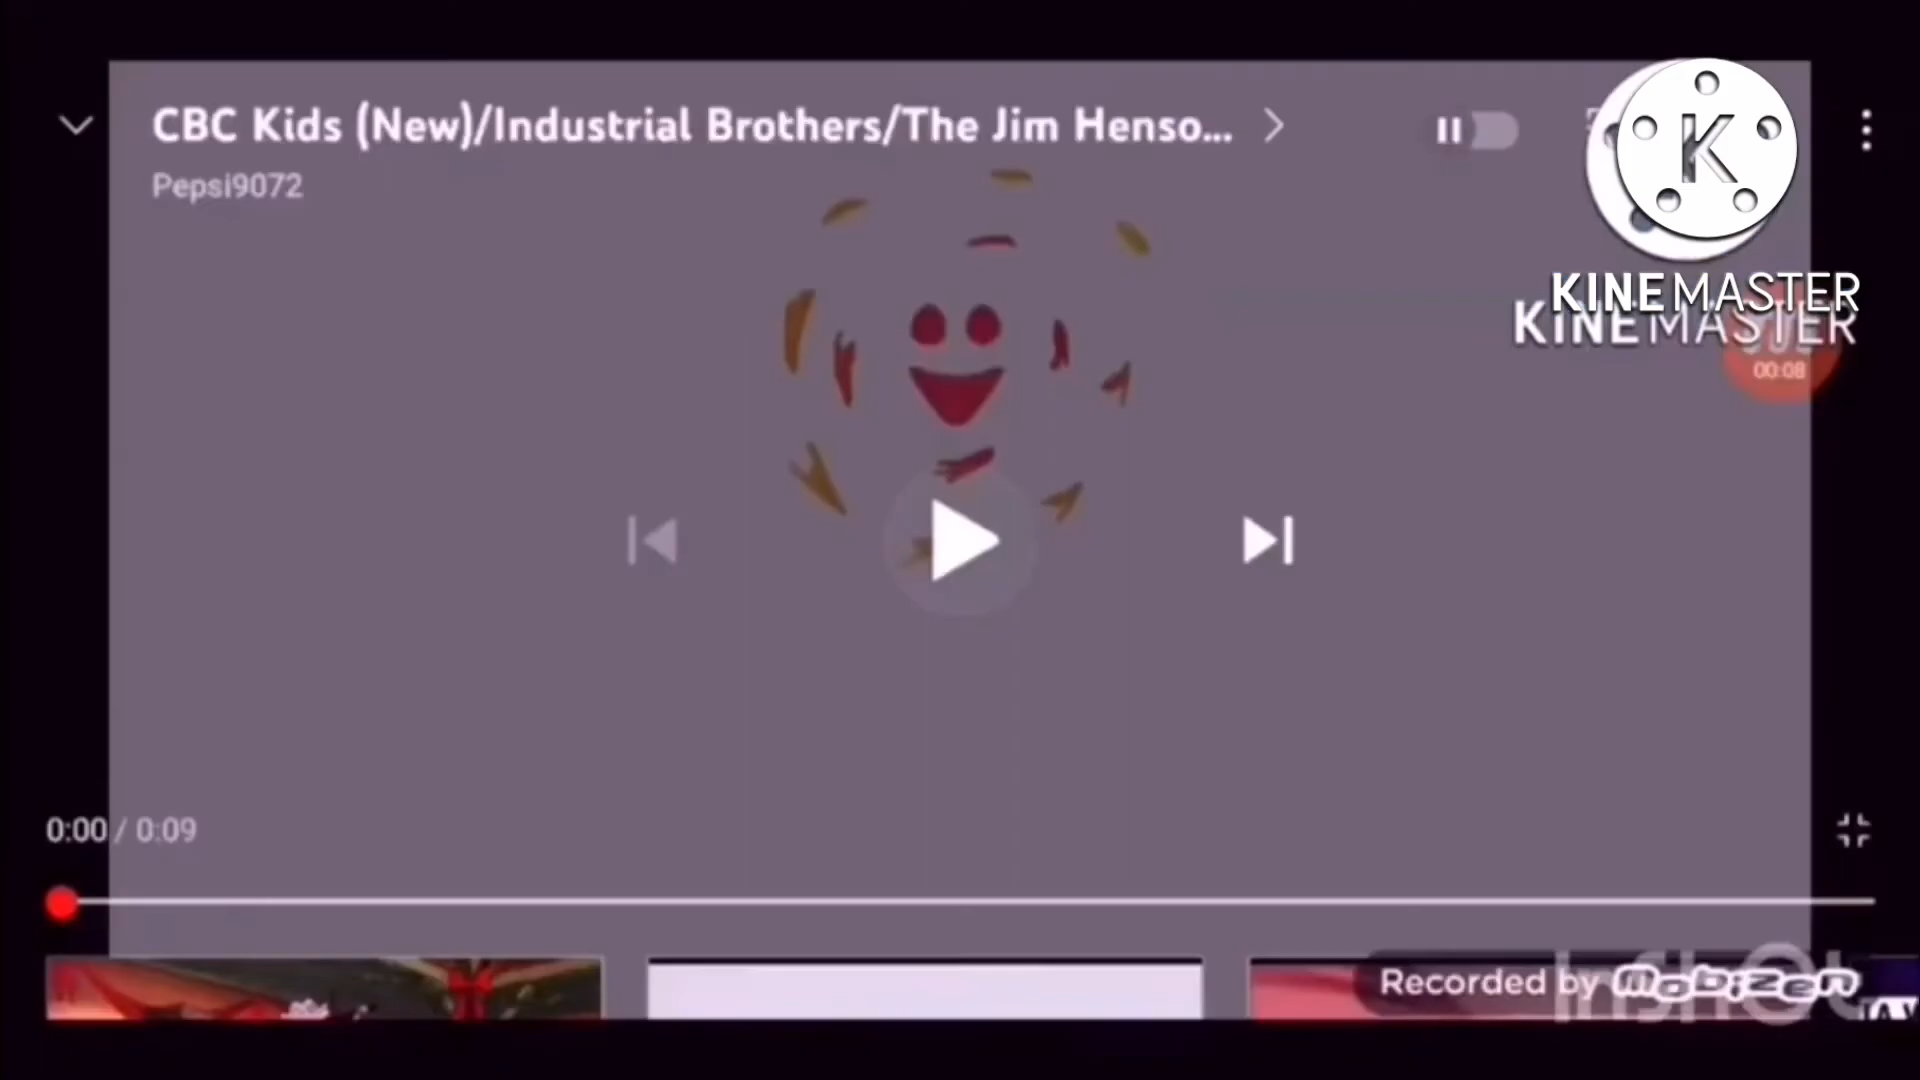 CBC Kids (New)/Industrial Brothers/The Jim Henso...
Pepsi9072
K
KINEMASTER
KINEMASTER
00:08
0:00 / 0:09
Recorded by mobizen
InShOt